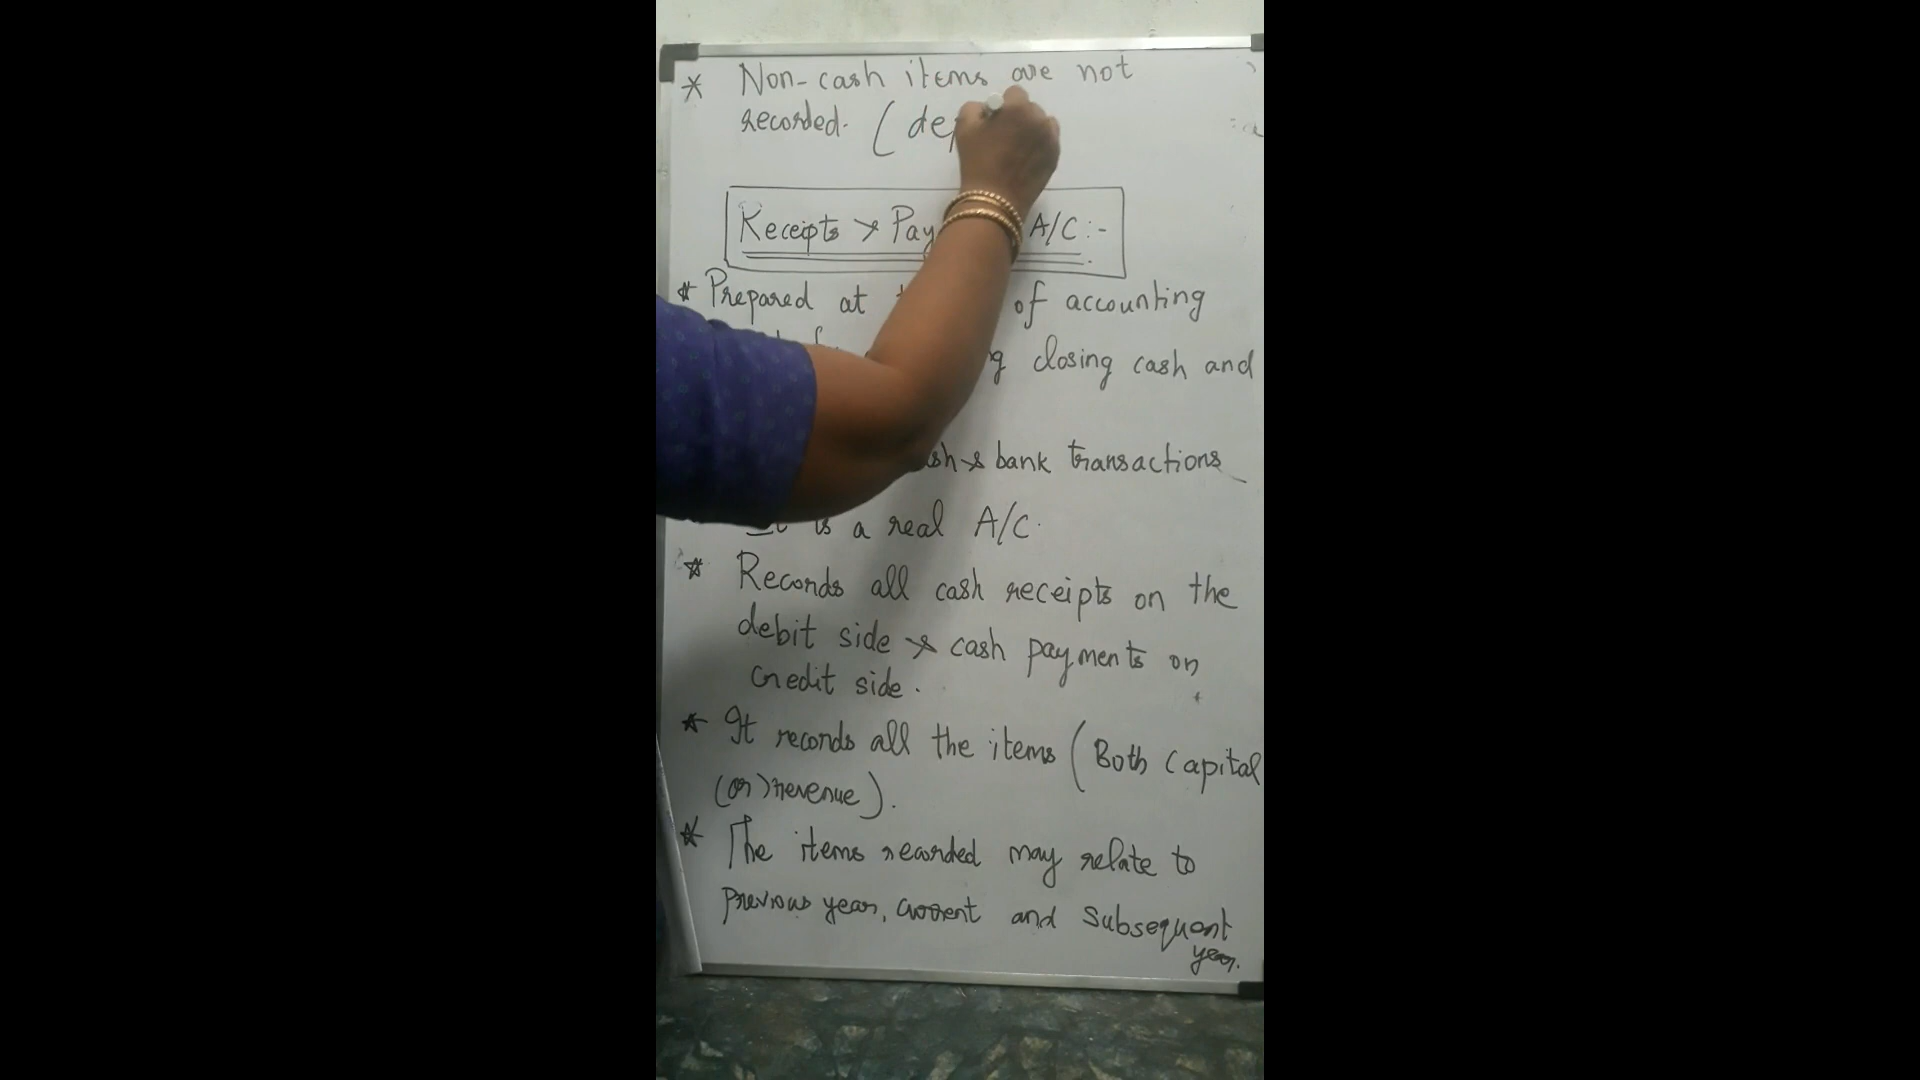 * Non-cash items are not
recorded. (dep
Receipts & Pay A/C :-
* Prepared at of accounting
closing cash and
& bank transactions
is a real A/C.
* Records all cash receipts on the
debit side & cash payments on
credit side.
* It records all the items (Both Capital
(or) revenue).
* The items recorded may relate to
Previous year, current and subsequent
year.